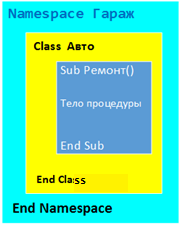 Namespace Гараж
Class Авто
Sub Ремонт()
Тело процедуры
End Sub
End Class
End Namespace